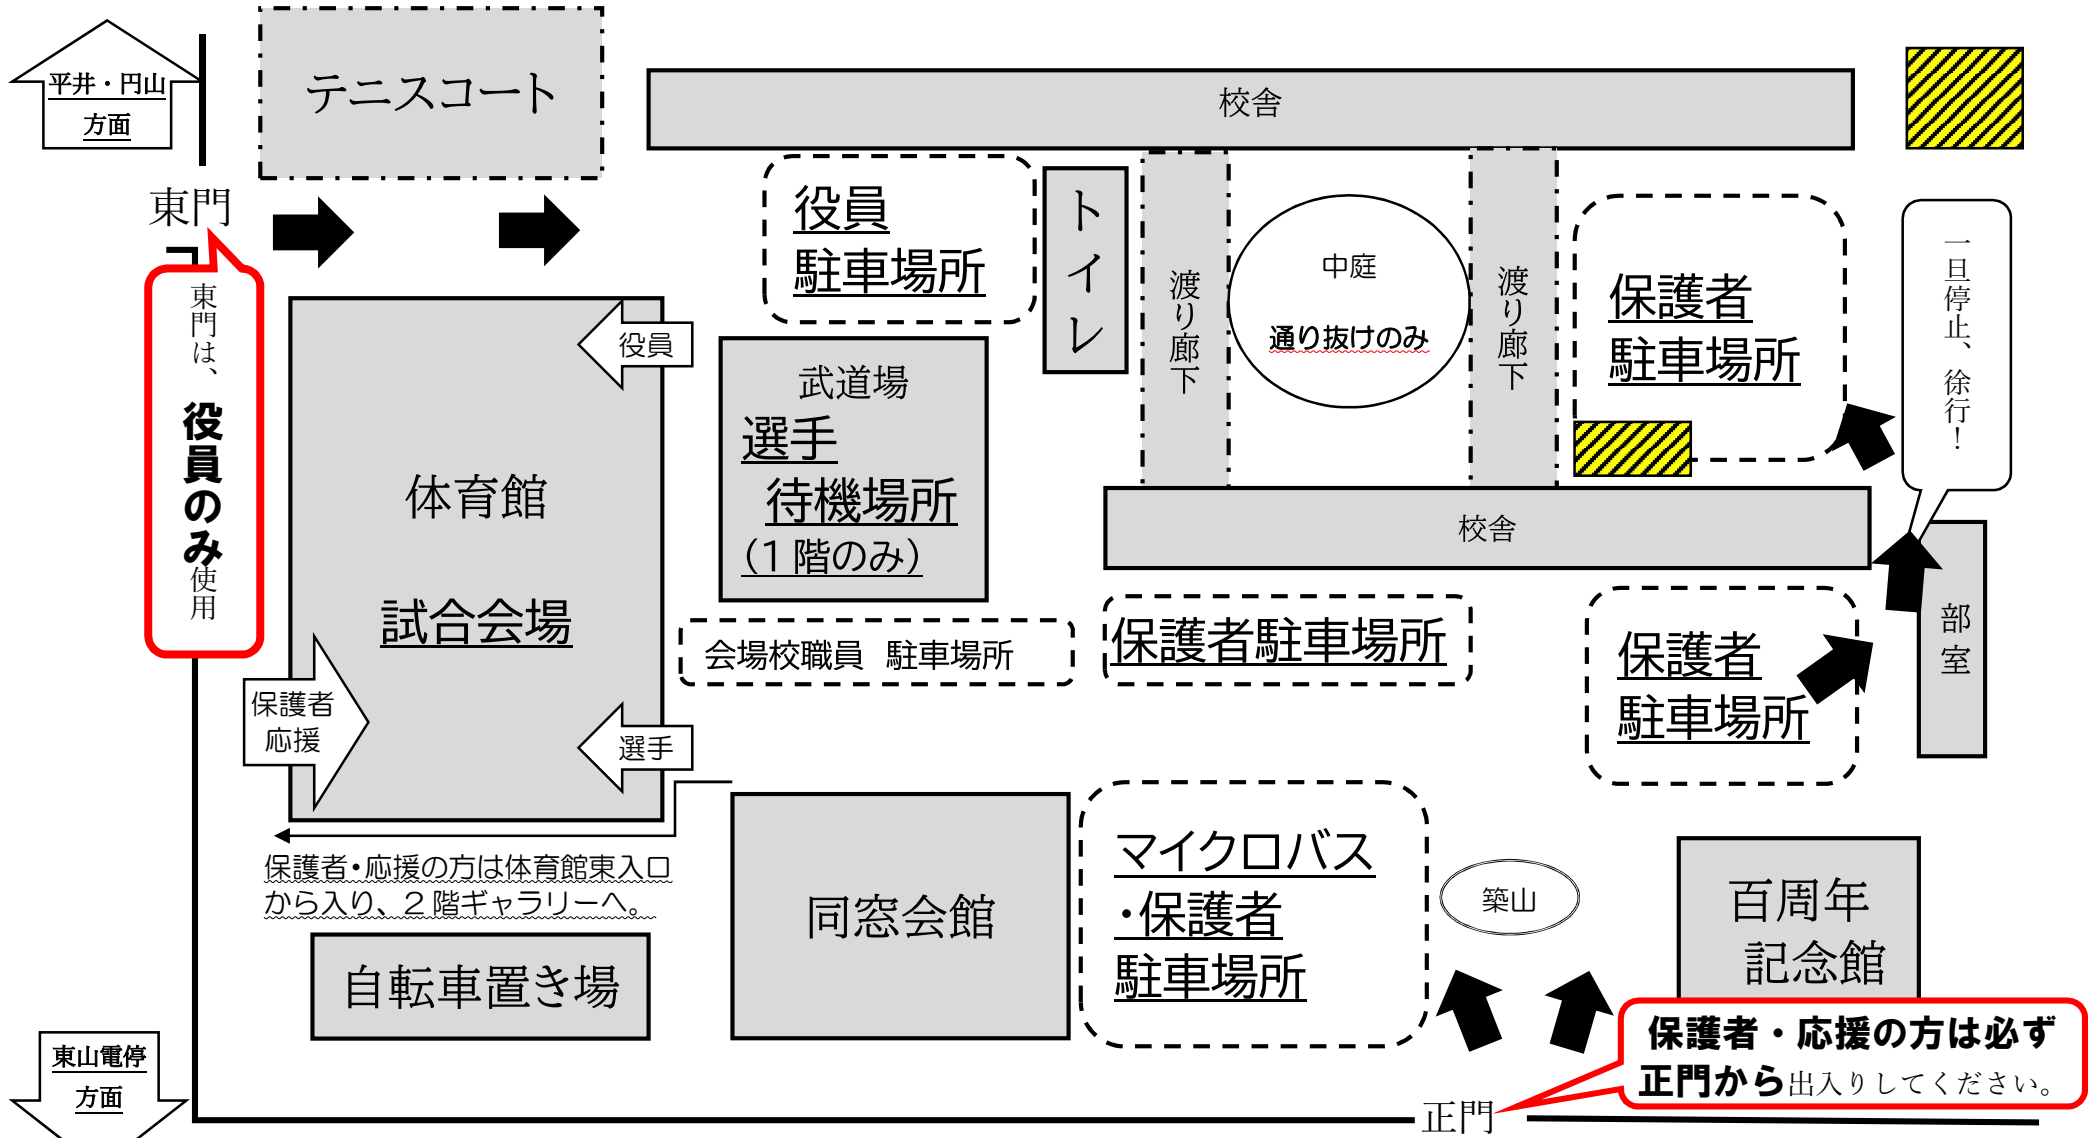 平井・円山
方面
テニスコート
校舎
東門
役員
駐車場所
トイレ
渡り廊下
中庭
通り抜けのみ
渡り廊下
保護者
駐車場所
一旦停止、徐行！
東門は、役員のみ使用
役員
武道場
選手
待機場所
（１階のみ）
体育館
試合会場
校舎
部室
会場校職員　駐車場所
保護者駐車場所
保護者
駐車場所
保護者
応援
選手
保護者・応援の方は体育館東入口
から入り、２階ギャラリーへ。
自転車置き場
同窓会館
マイクロバス
・保護者
駐車場所
築山
百周年
記念館
保護者・応援の方は必ず
正門から出入りしてください。
東山電停
方面
正門